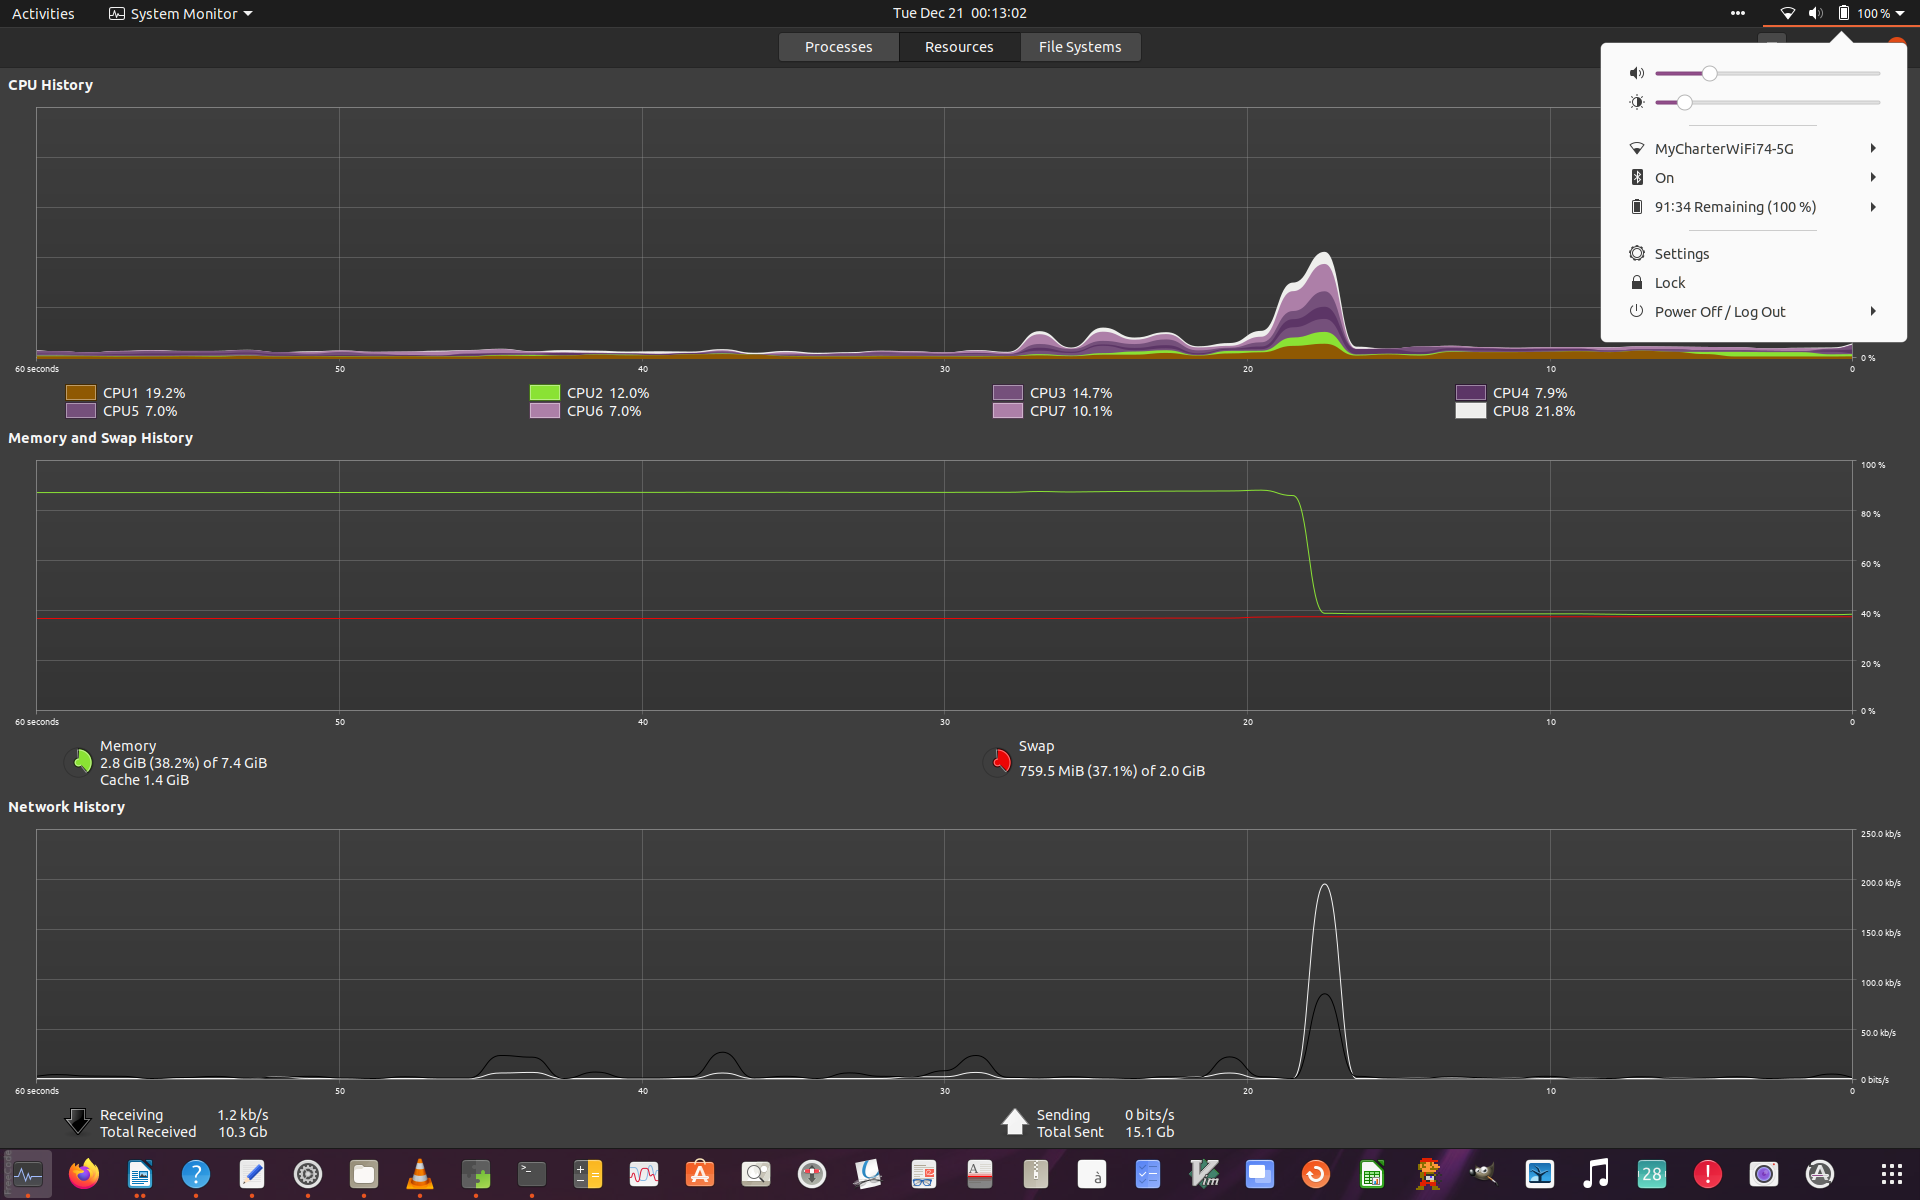 Activities
System Monitor
Tue Dec 21 00:13:02
100 %
Processes
Resources
File Systems
MyCharterWiFi74-5G
On
91:34 Remaining (100 %)
Settings
Lock
Power Off / Log Out
CPU History
0 %
60 seconds 50 40 30 20 10 0
CPU1 19.2% CPU2 12.0% CPU3 14.7% CPU4 7.9%
CPU5 7.0% CPU6 7.0% CPU7 10.1% CPU8 21.8%
Memory and Swap History
100 %
80 %
60 %
40 %
20 %
0 %
60 seconds 50 40 30 20 10 0
Memory
2.8 GiB (38.2%) of 7.4 GiB
Cache 1.4 GiB
Swap
759.5 MiB (37.1%) of 2.0 GiB
Network History
250.0 kb/s
200.0 kb/s
150.0 kb/s
100.0 kb/s
50.0 kb/s
0 bits/s
60 seconds 50 40 30 20 10 0
Receiving 1.2 kb/s
Total Received 10.3 Gb
Sending 0 bits/s
Total Sent 15.1 Gb
28